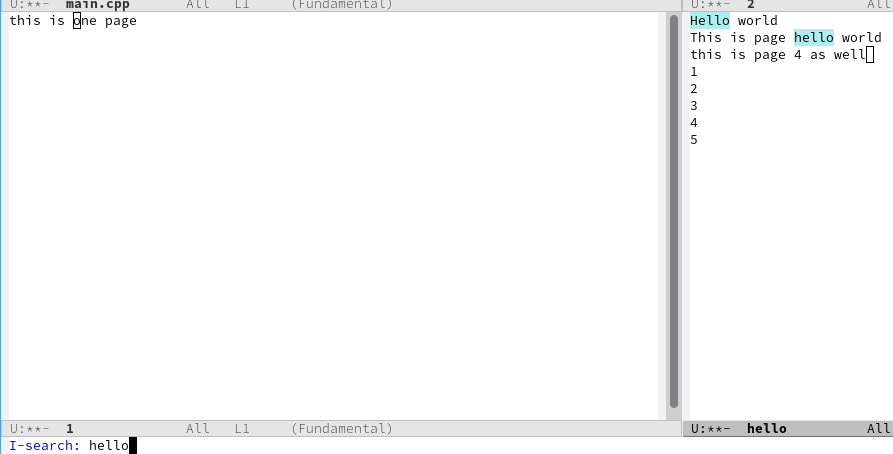 U:**-  main.cpp       All   L1     (Fundamental)
this is one page
U:**-  1              All   L1     (Fundamental)
I-search: hello
U:**-  2              All
Hello world
This is page hello world
this is page 4 as well
1
2
3
4
5
U:**-  hello          All